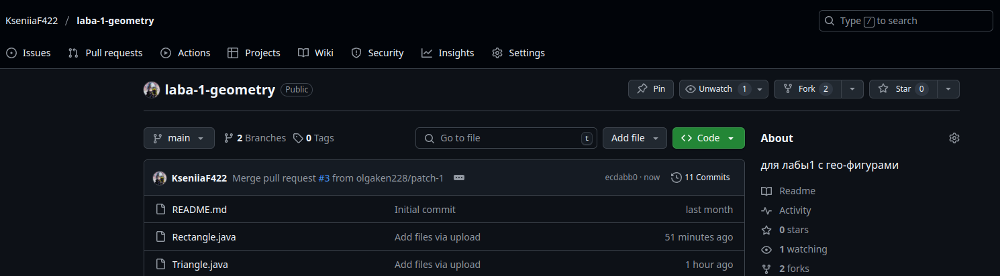 KseniiaF422 / laba-1-geometry
Type / to search
Issues Pull requests Actions Projects Wiki Security Insights Settings
laba-1-geometry Public
Pin Unwatch 1 Fork 2 Star 0
main 2 Branches 0 Tags
Go to file t Add file Code
About
KseniiaF422 Merge pull request #3 from olgaken228/patch-1
ecdabb0 · now 11 Commits
README.md Initial commit last month
Rectangle.java Add files via upload 51 minutes ago
Triangle.java Add files via upload 1 hour ago
для лабы1 с гео-фигурами
Readme
Activity
0 stars
1 watching
2 forks